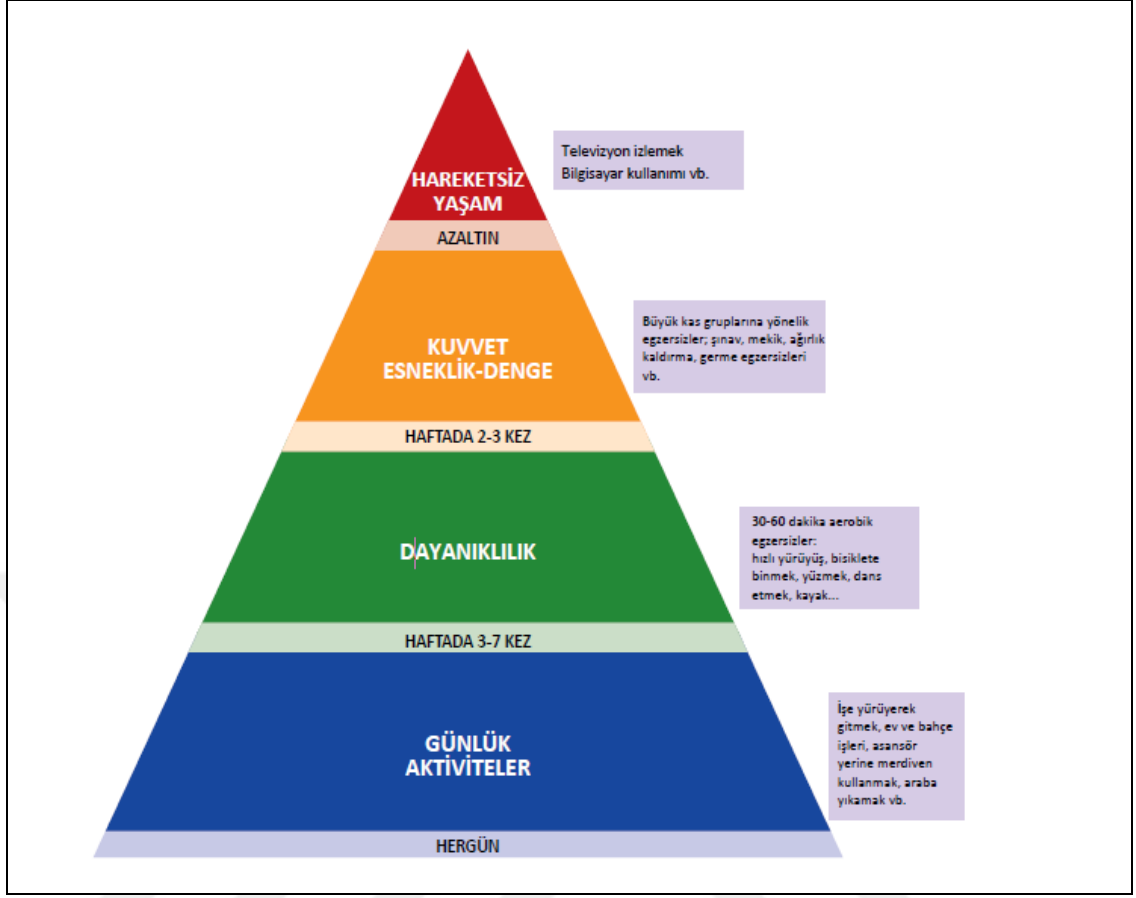 Televizyon izlemek
Bilgisayar kullanımı vb.
HAREKETSİZ
YAŞAM
AZALTIN
Büyük kas gruplarına yönelik
egzersizler; şınav, mekik, ağırlık
kaldırma, germe egzersizleri
vb.
KUVVET
ESNEKLİK-DENGE
HAFTADA 2-3 KEZ
30-60 dakika aerobik
egzersizler:
hızlı yürüyüş, bisiklete
binmek, yüzmek, dans
etmek, kayak...
DAYANIKLILIK
HAFTADA 3-7 KEZ
İşe yürüyerek
gitmek, ev ve bahçe
işleri, asansör
yerine merdiven
kullanmak, araba
yıkamak vb.
GÜNLÜK
AKTİVİTELER
HERGÜN